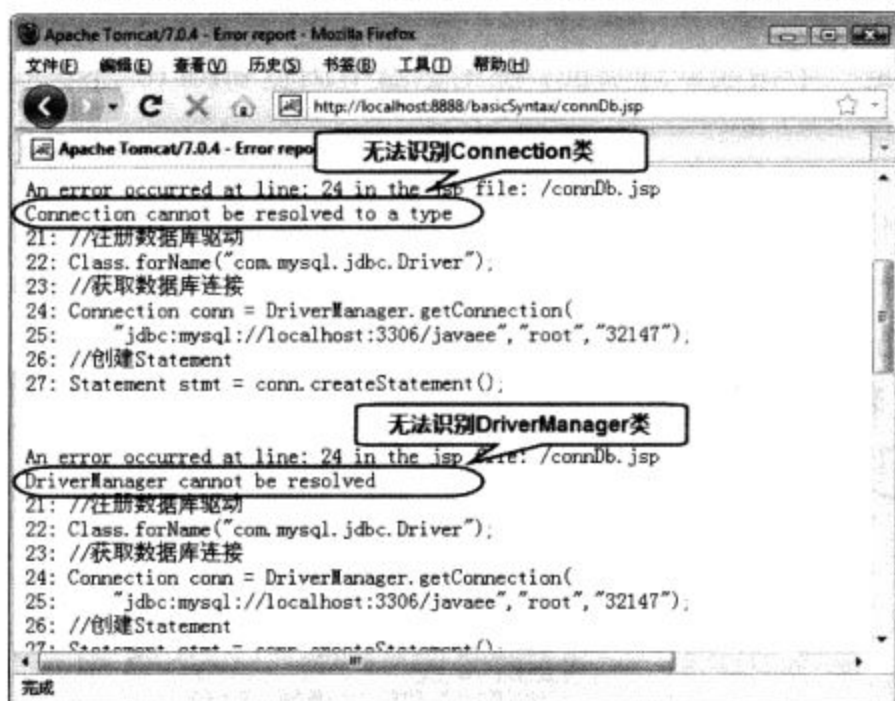 Apache Tomcat/7.0.4 - Error report - Mozilla Firefox
文件(F) 编辑(E) 查看(V) 历史(S) 书签(B) 工具(T) 帮助(H)
http://localhost:8888/basicSyntax/connDb.jsp
Apache Tomcat/7.0.4 - Error repo
无法识别Connection类
An error occurred at line: 24 in the jsp file: /connDb.jsp
Connection cannot be resolved to a type
21: //注册数据库驱动
22: Class.forName("com.mysql.jdbc.Driver");
23: //获取数据库连接
24: Connection conn = DriverManager.getConnection(
25:     "jdbc:mysql://localhost:3306/javaee","root","32147");
26: //创建Statement
27: Statement stmt = conn.createStatement();
无法识别DriverManager类
An error occurred at line: 24 in the jsp file: /connDb.jsp
DriverManager cannot be resolved
21: //注册数据库驱动
22: Class.forName("com.mysql.jdbc.Driver");
23: //获取数据库连接
24: Connection conn = DriverManager.getConnection(
25:     "jdbc:mysql://localhost:3306/javaee","root","32147");
26: //创建Statement
27: Statement stmt = conn.createStatement();
完成